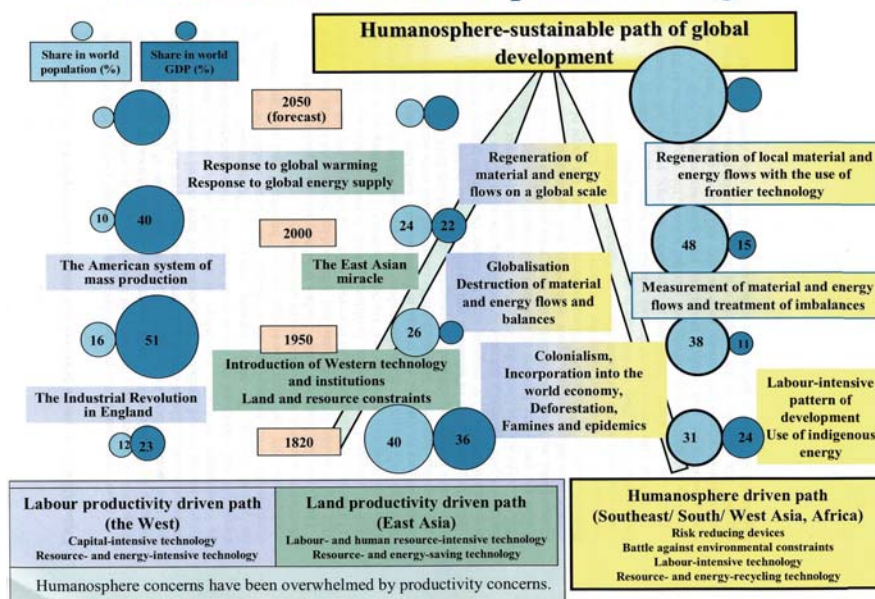 Humanosphere-sustainable path of global
development
Share in world
population (%)
Share in world
GDP (%)
2050
(forecast)
Response to global warming
Response to global energy supply
Regeneration of
material and energy
flows on a global scale
Regeneration of local material and
energy flows with the use of
frontier technology
10
40
2000
24
22
48
15
The American system of
mass production
The East Asian
miracle
Globalisation
Destruction of material
and energy flows and
balances
Measurement of material and energy
flows and treatment of imbalances
16
51
1950
26
38
11
Introduction of Western technology
and institutions
Land and resource constraints
The Industrial Revolution
in England
Colonialism,
Incorporation into the
world economy,
Deforestation,
Famines and epidemics
Labour-intensive
pattern of
development
Use of indigenous
energy
12
23
1820
40
36
31
24
Labour productivity driven path
(the West)
Capital-intensive technology
Resource- and energy-intensive technology
Land productivity driven path
(East Asia)
Labour- and human resource-intensive technology
Resource- and energy-saving technology
Humanosphere driven path
(Southeast/ South/ West Asia, Africa)
Risk reducing devices
Battle against environmental constraints
Labour-intensive technology
Resource- and energy-recycling technology
Humanosphere concerns have been overwhelmed by productivity concerns.